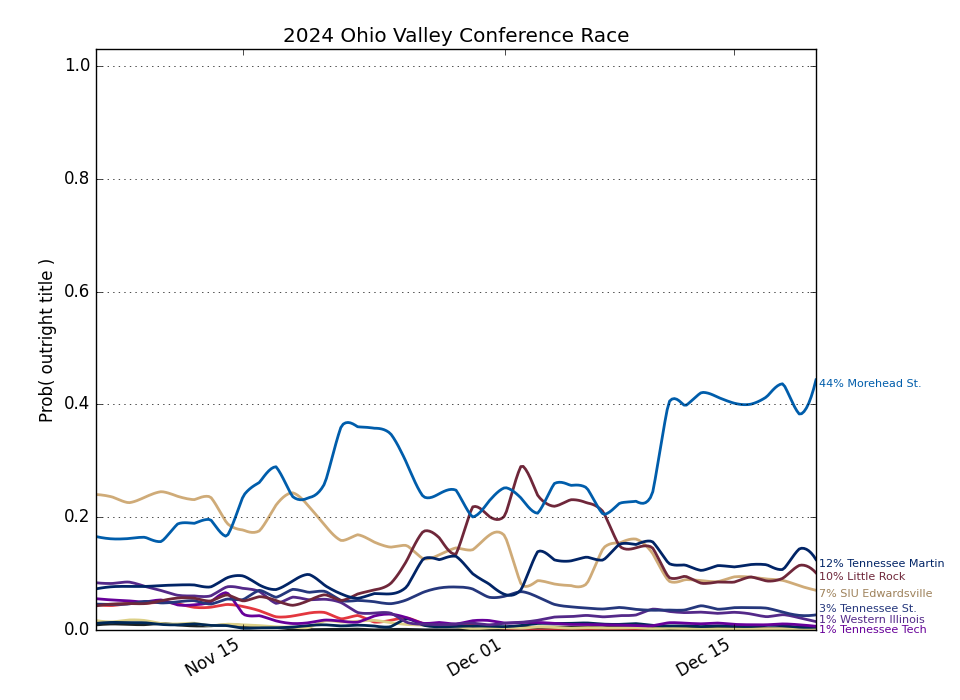 2024 Ohio Valley Conference Race
1.0
0.8
0.6
0.4
0.2
0.0
Prob( outright title )
Nov 15
Dec 01
Dec 15
44% Morehead St.
12% Tennessee Martin
10% Little Rock
7% SIU Edwardsville
3% Tennessee St.
1% Western Illinois
1% Tennessee Tech